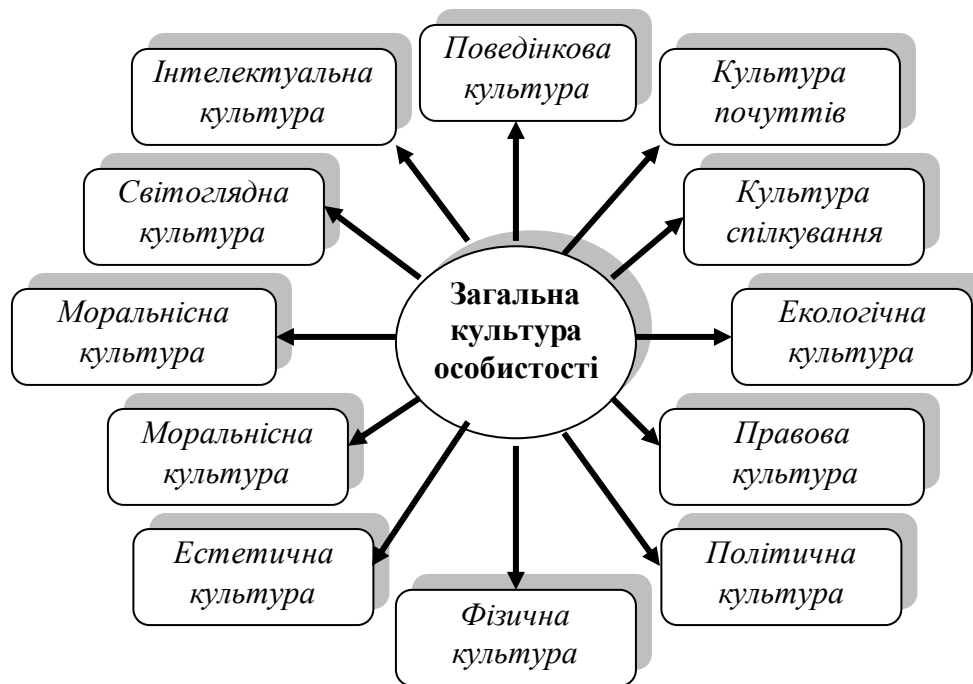 Інтелектуальна
культура
Поведінкова
культура
Культура
почуттів
Світоглядна
культура
Культура
спілкування
Моральнісна
культура
Загальна
культура
особистості
Екологічна
культура
Моральнісна
культура
Правова
культура
Естетична
культура
Фізична
культура
Політична
культура